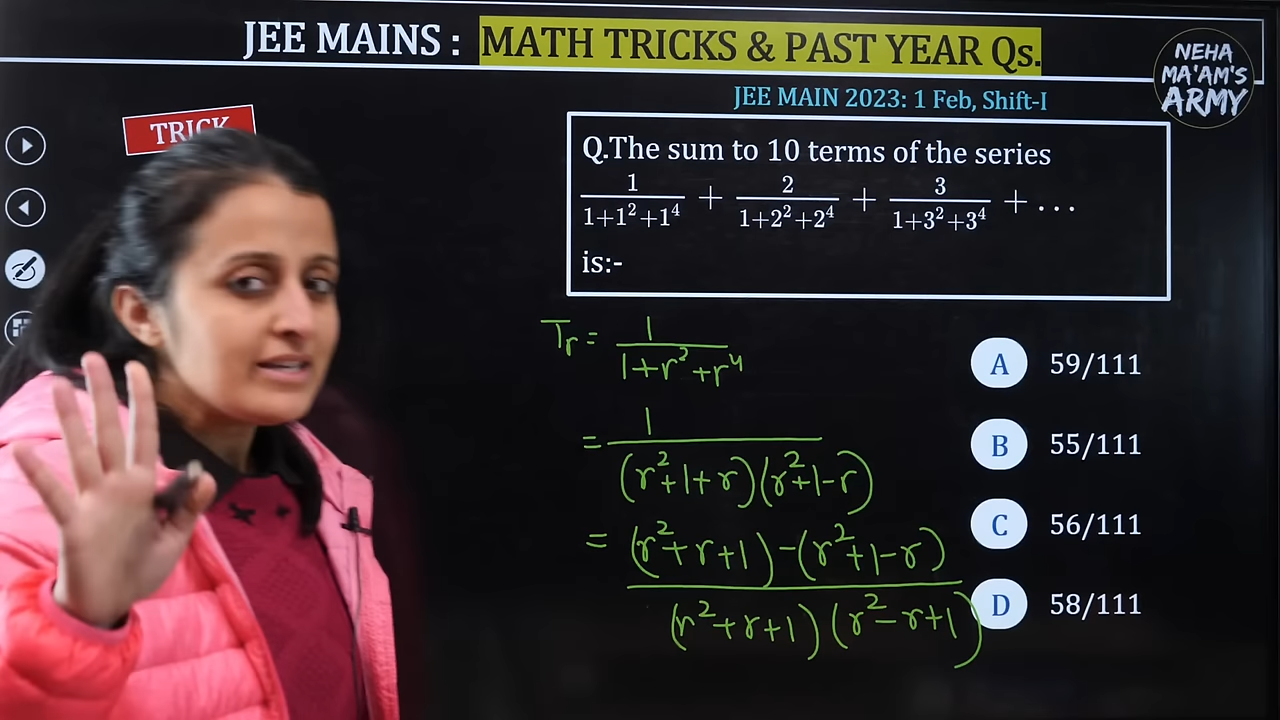 JEE MAINS : MATH TRICKS & PAST YEAR Qs.
NEHA
MA'AM'S
ARMY
JEE MAIN 2023: 1 Feb, Shift-I
TRICK
Q.The sum to 10 terms of the series
1/(1+1²+1⁴) + 2/(1+2²+2⁴) + 3/(1+3²+3⁴) + ...
is:-
Tr = 1/(1+r²+r⁴)
= 1/((r²+1+r)(r²+1-r))
= ((r²+r+1)-(r²+1-r))/((r²+r+1)(r²-r+1))
A 59/111
B 55/111
C 56/111
D 58/111